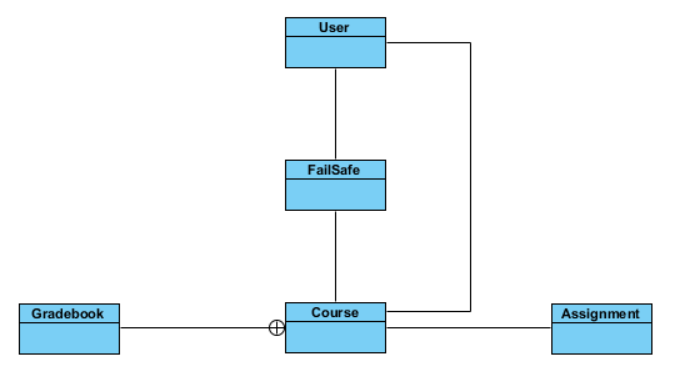 User
FailSafe
Gradebook
Course
Assignment